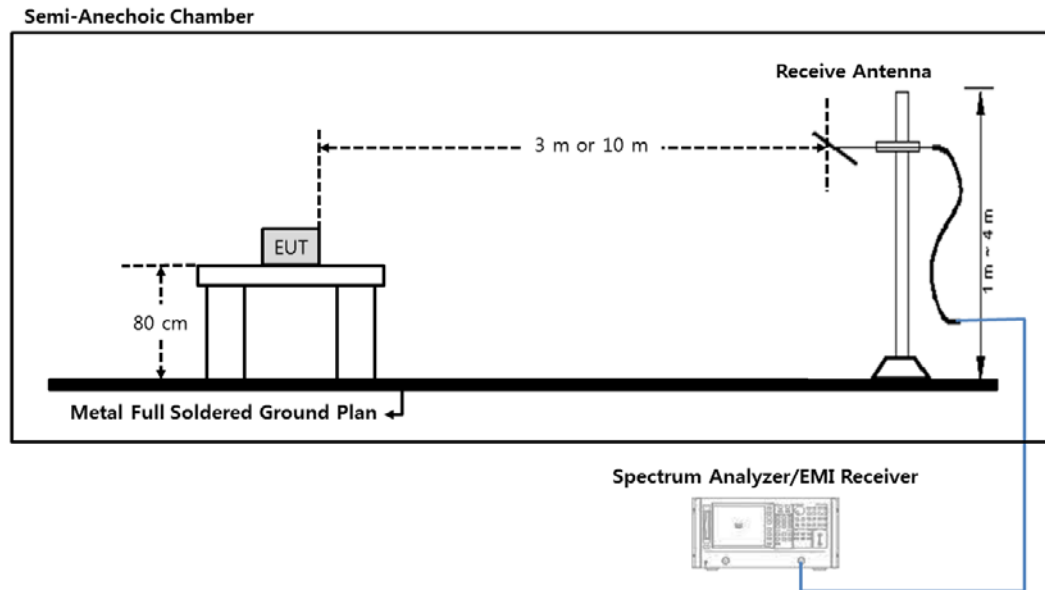 Semi-Anechoic Chamber
Receive Antenna
3 m or 10 m
EUT
80 cm
1 m ~ 4 m
Metal Full Soldered Ground Plan
Spectrum Analyzer/EMI Receiver